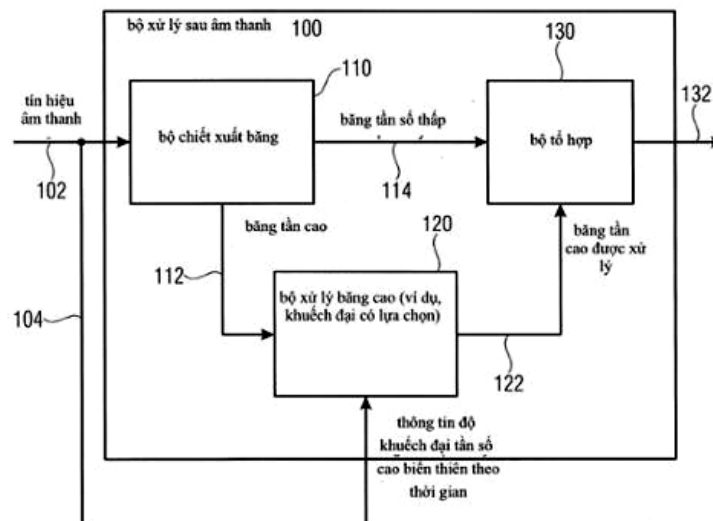 bộ xử lý sau âm thanh 100
110
130
tín hiệu
âm thanh
băng tần số thấp
132
bộ chiết xuất băng
bộ tổ hợp
102
114
băng tần cao
120
băng tần
cao được xử
lý
112
bộ xử lý băng cao (ví dụ,
khuếch đại có lựa chọn)
104
122
thông tin độ
khuếch đại tần số
cao biến thiên theo
thời gian